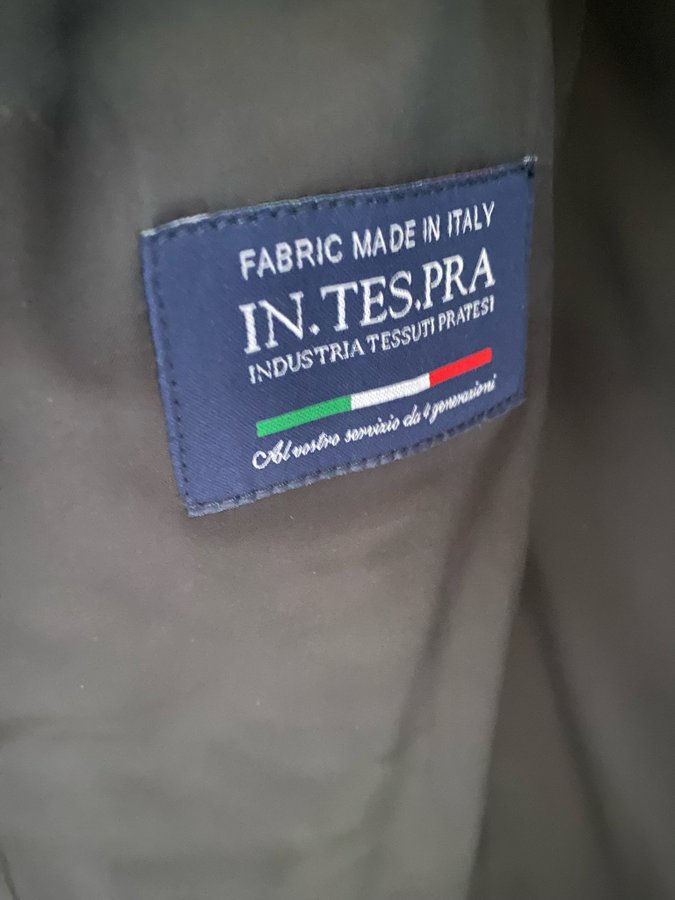 FABRIC MADE IN ITALY
IN.TES.PRA
INDUSTRIA TESSUTI PRATESI
Al vostro servizio da 4 generazioni